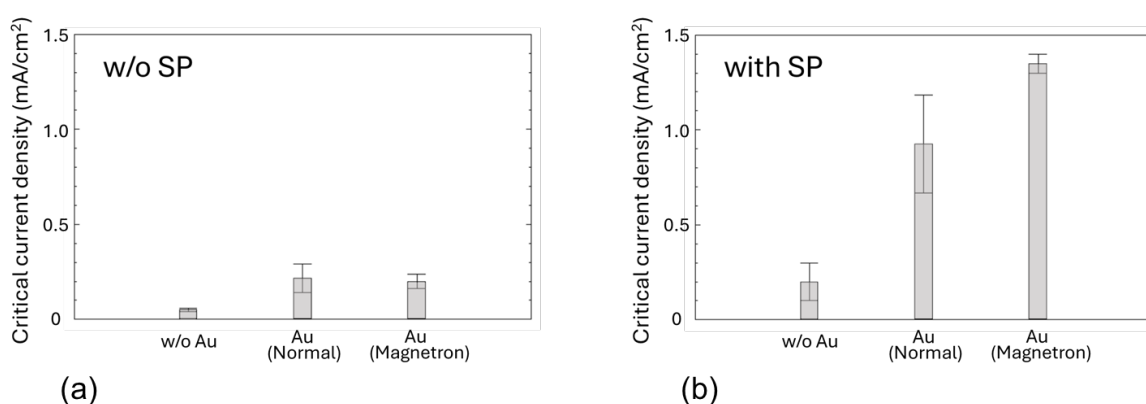 Critical current density (mA/cm²)
1.5
1.0
0.5
0
w/o SP
w/o Au
Au
(Normal)
Au
(Magnetron)
(a)
Critical current density (mA/cm²)
1.5
1.0
0.5
0
with SP
w/o Au
Au
(Normal)
Au
(Magnetron)
(b)